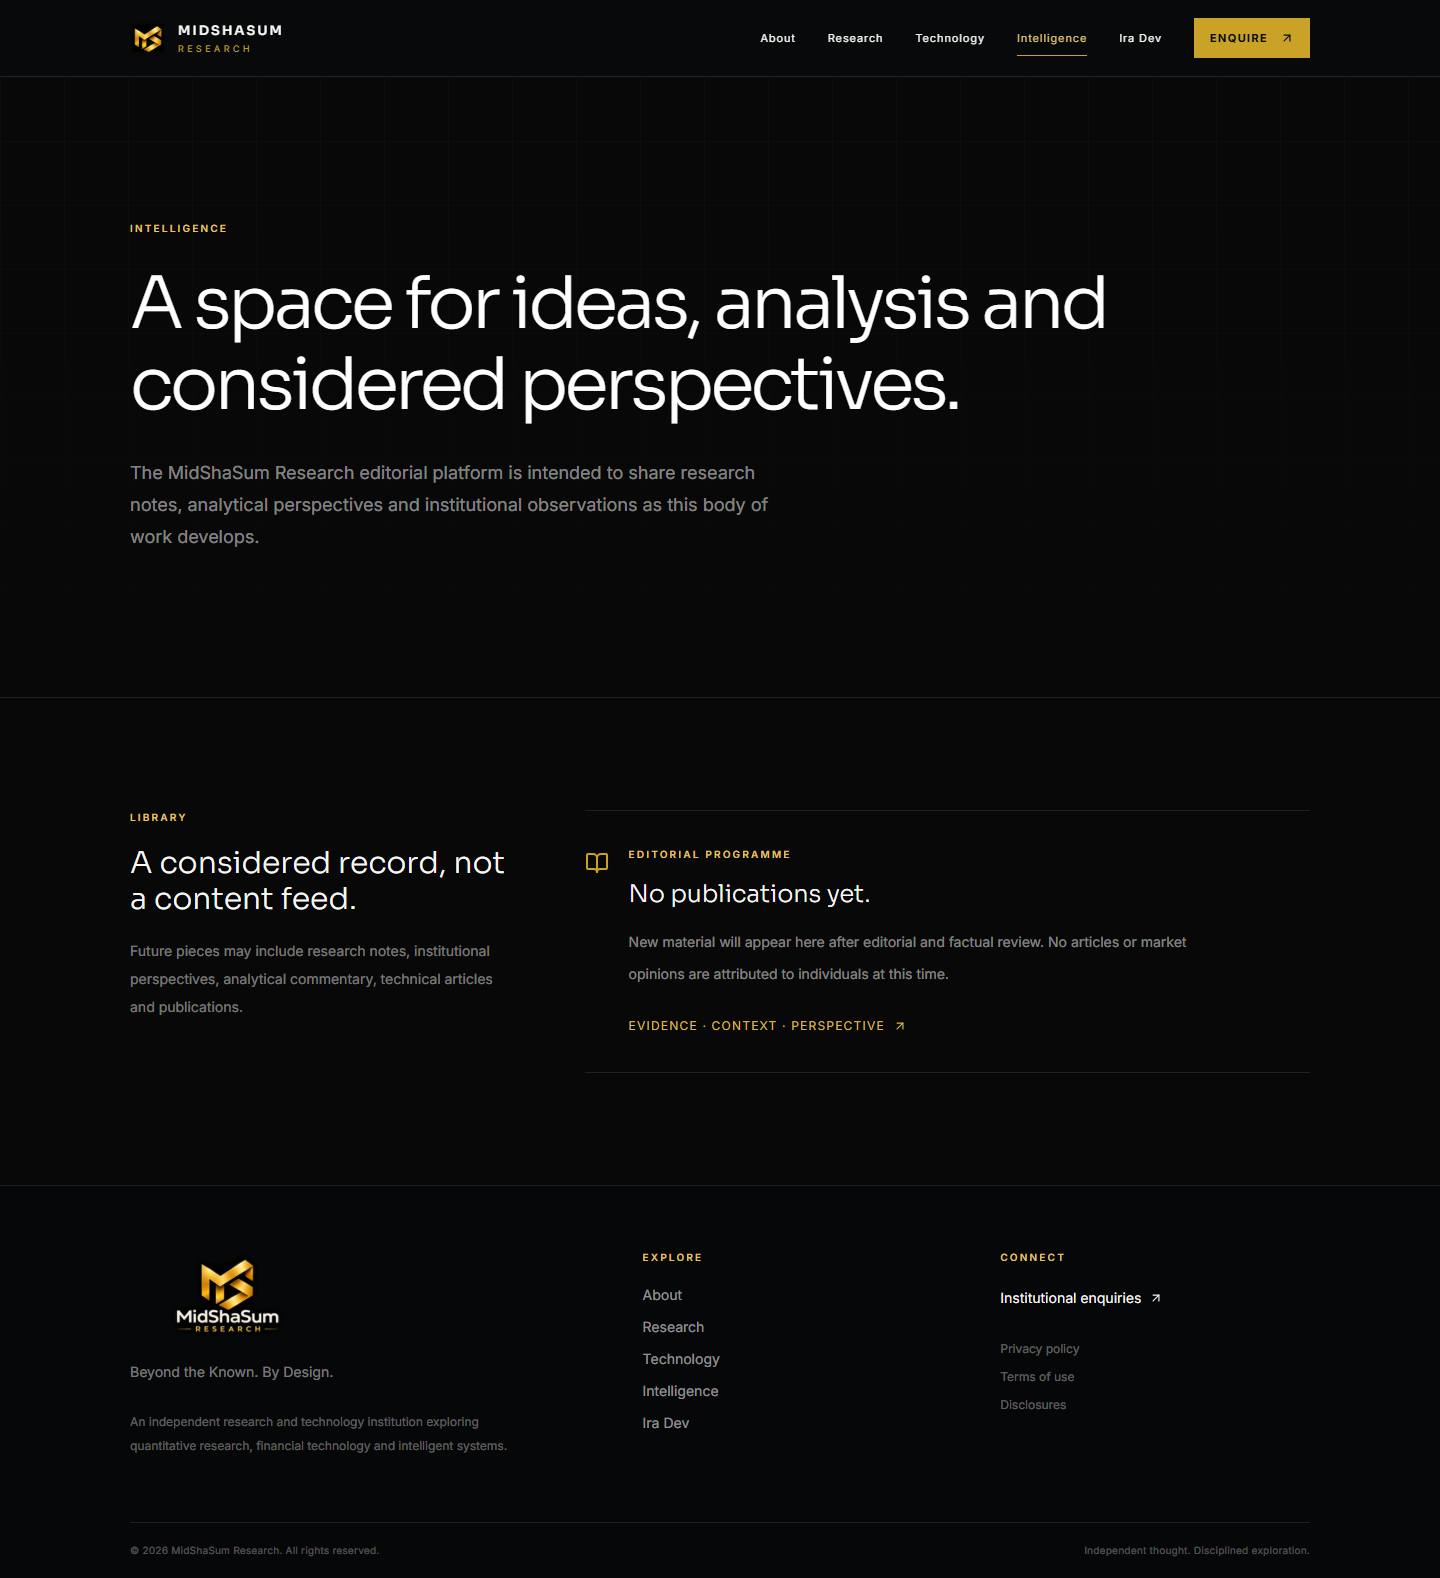 MIDSHASUM
RESEARCH
About
Research
Technology
Intelligence
Ira Dev
ENQUIRE
INTELLIGENCE
A space for ideas, analysis and
considered perspectives.
The MidShaSum Research editorial platform is intended to share research
notes, analytical perspectives and institutional observations as this body of
work develops.
LIBRARY
A considered record, not
a content feed.
Future pieces may include research notes, institutional
perspectives, analytical commentary, technical articles
and publications.
EDITORIAL PROGRAMME
No publications yet.
New material will appear here after editorial and factual review. No articles or market
opinions are attributed to individuals at this time.
EVIDENCE · CONTEXT · PERSPECTIVE
MidShaSum
RESEARCH
Beyond the Known. By Design.
An independent research and technology institution exploring
quantitative research, financial technology and intelligent systems.
EXPLORE
About
Research
Technology
Intelligence
Ira Dev
CONNECT
Institutional enquiries
Privacy policy
Terms of use
Disclosures
© 2026 MidShaSum Research. All rights reserved.
Independent thought. Disciplined exploration.